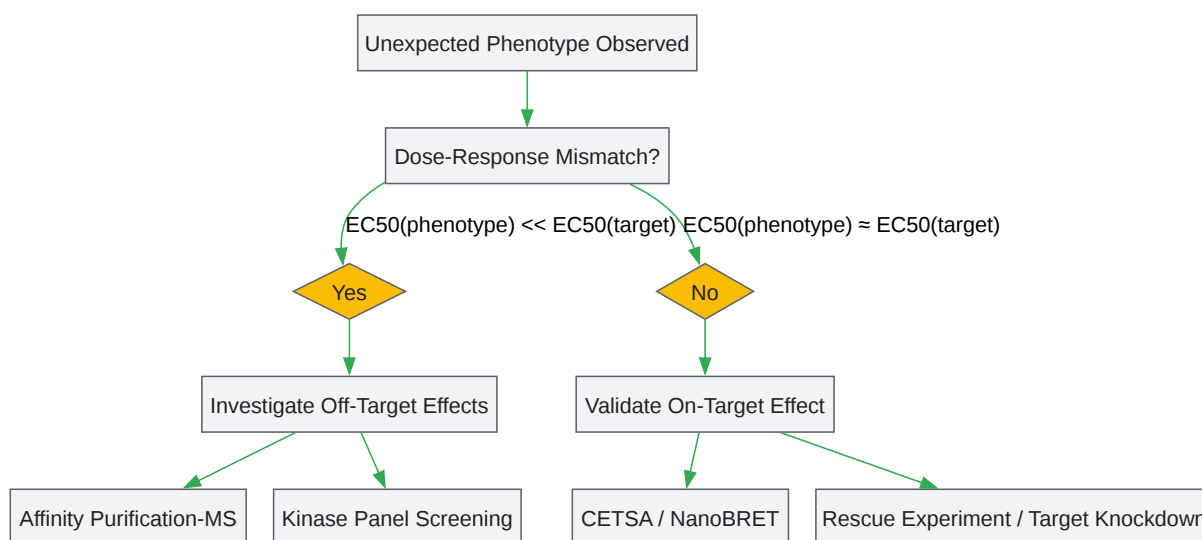 Unexpected Phenotype Observed
Dose-Response Mismatch?
EC50(phenotype) << EC50(target)
EC50(phenotype) ≈ EC50(target)
Yes
No
Investigate Off-Target Effects
Validate On-Target Effect
Affinity Purification-MS
Kinase Panel Screening
CETSA / NanoBRET
Rescue Experiment / Target Knockdown